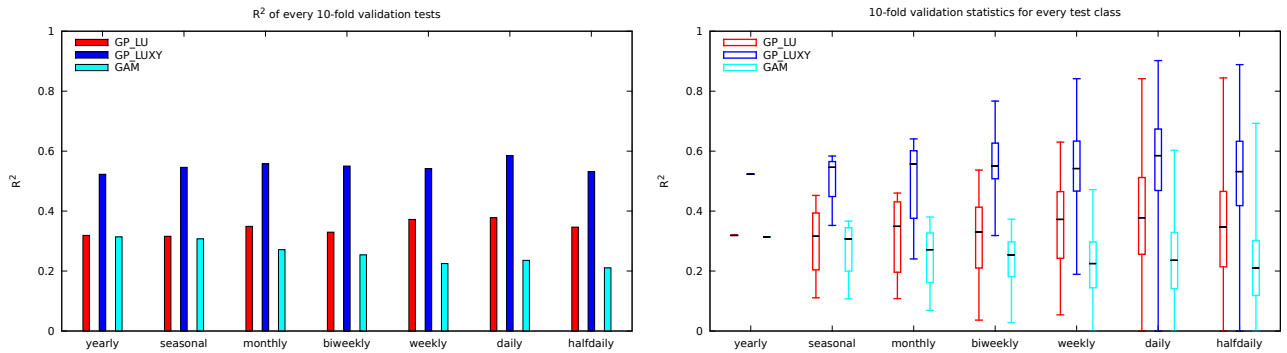 R² of every 10-fold validation tests
1
0.8
0.6
0.4
0.2
0
R²
GP_LU
GP_LUXY
GAM
yearly seasonal monthly biweekly weekly daily halfdaily
10-fold validation statistics for every test class
1
0.8
0.6
0.4
0.2
0
R²
GP_LU
GP_LUXY
GAM
yearly seasonal monthly biweekly weekly daily halfdaily